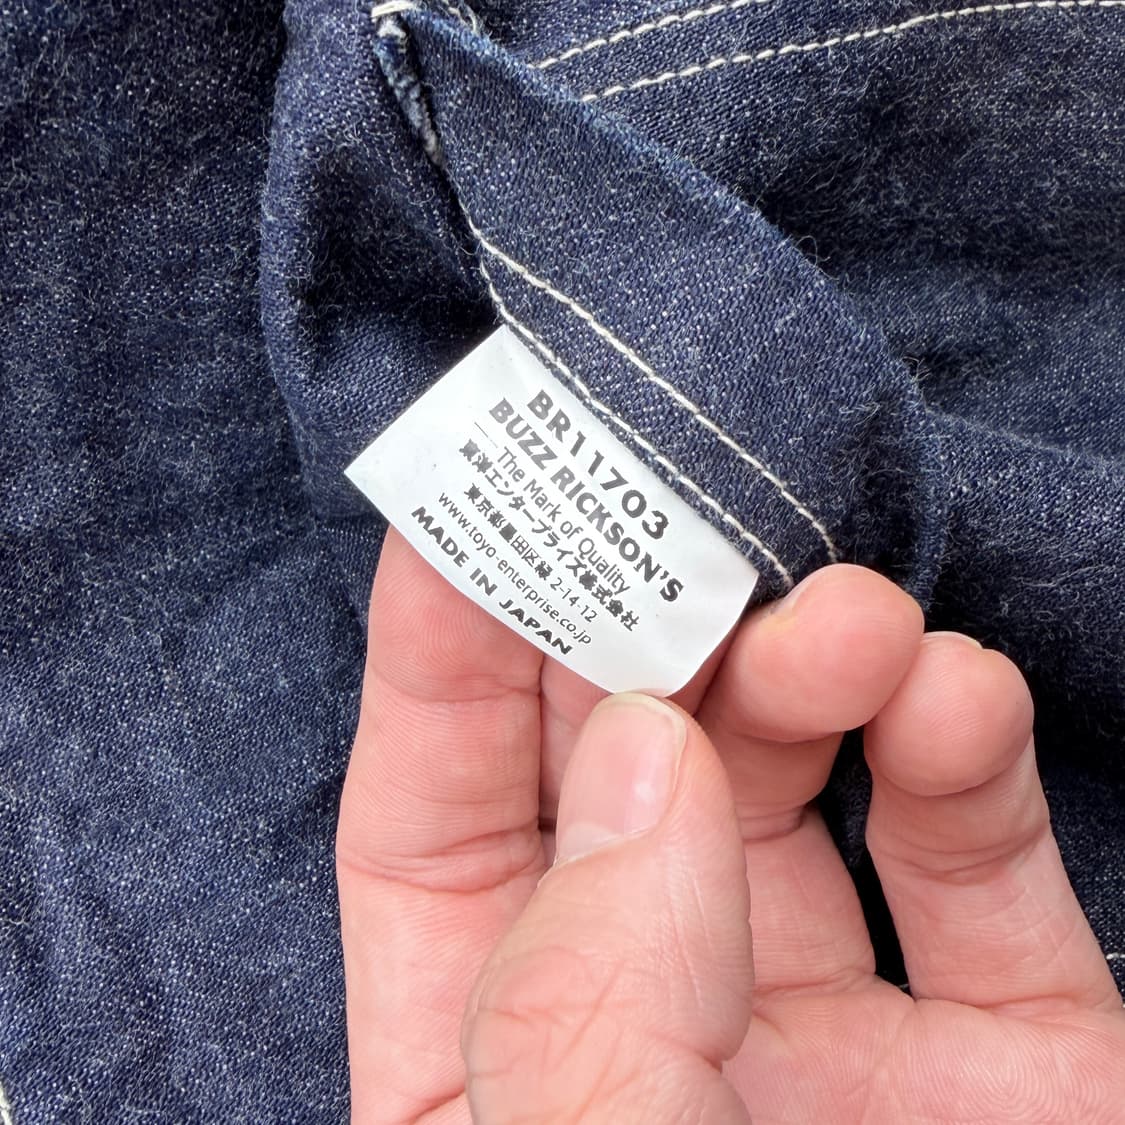 BR11703
BUZZ RICKSON'S
The Mark of Quality
東洋エンタープライズ株式会社
東京都墨田区緑 2-14-12
www.toyo-enterprise.co.jp
MADE IN JAPAN